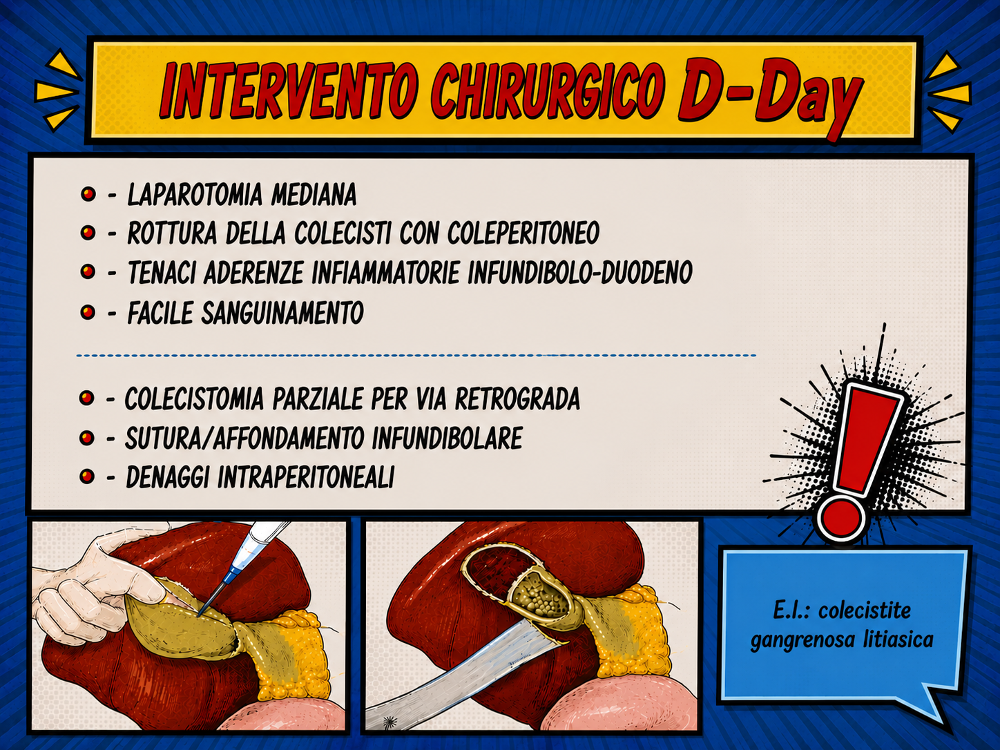 INTERVENTO CHIRURGICO D-Day
- LAPAROTOMIA MEDIANA
- ROTTURA DELLA COLECISTI CON COLEPERITONEO
- TENACI ADERENZE INFIAMMATORIE INFUNDIBOLO-DUODENO
- FACILE SANGUINAMENTO
- COLECISTOMIA PARZIALE PER VIA RETROGRADA
- SUTURA/AFFONDAMENTO INFUNDIBOLARE
- DENAGGI INTRAPERITONEALI
E.I.: colecistite
gangrenosa litiasica